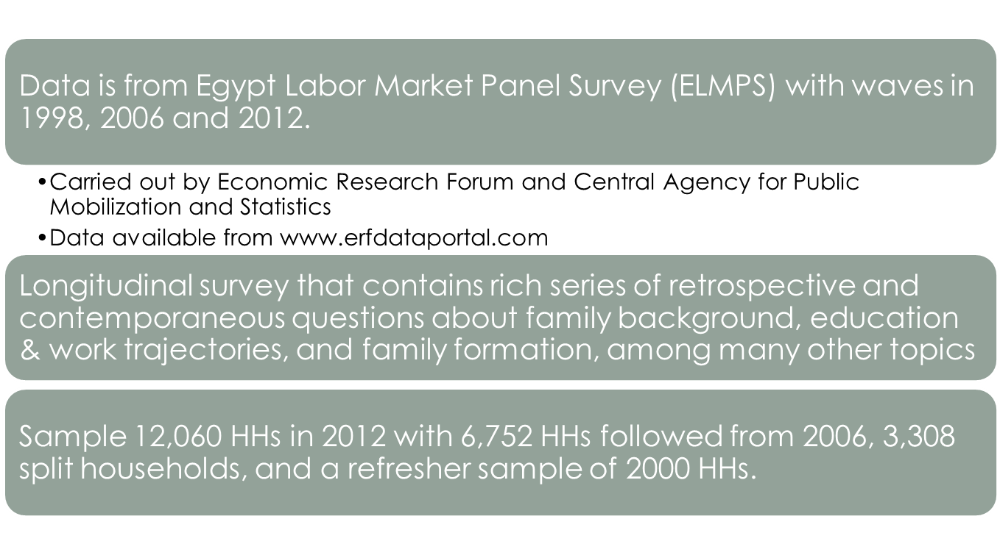 Data is from Egypt Labor Market Panel Survey (ELMPS) with waves in
1998, 2006 and 2012.
•Carried out by Economic Research Forum and Central Agency for Public
Mobilization and Statistics
•Data available from www.erfdataportal.com
Longitudinal survey that contains rich series of retrospective and
contemporaneous questions about family background, education
& work trajectories, and family formation, among many other topics
Sample 12,060 HHs in 2012 with 6,752 HHs followed from 2006, 3,308
split households, and a refresher sample of 2000 HHs.